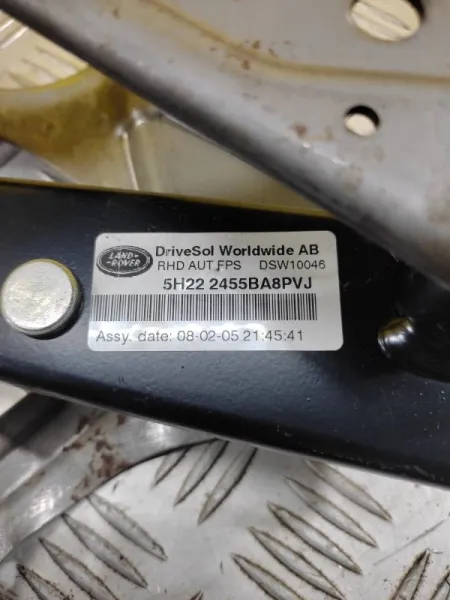 LAND-
ROVER
DriveSol Worldwide AB
RHD AUT FPS DSW10046
5H22 2455BA8PVJ
Assy. date: 08-02-05 21:45:41